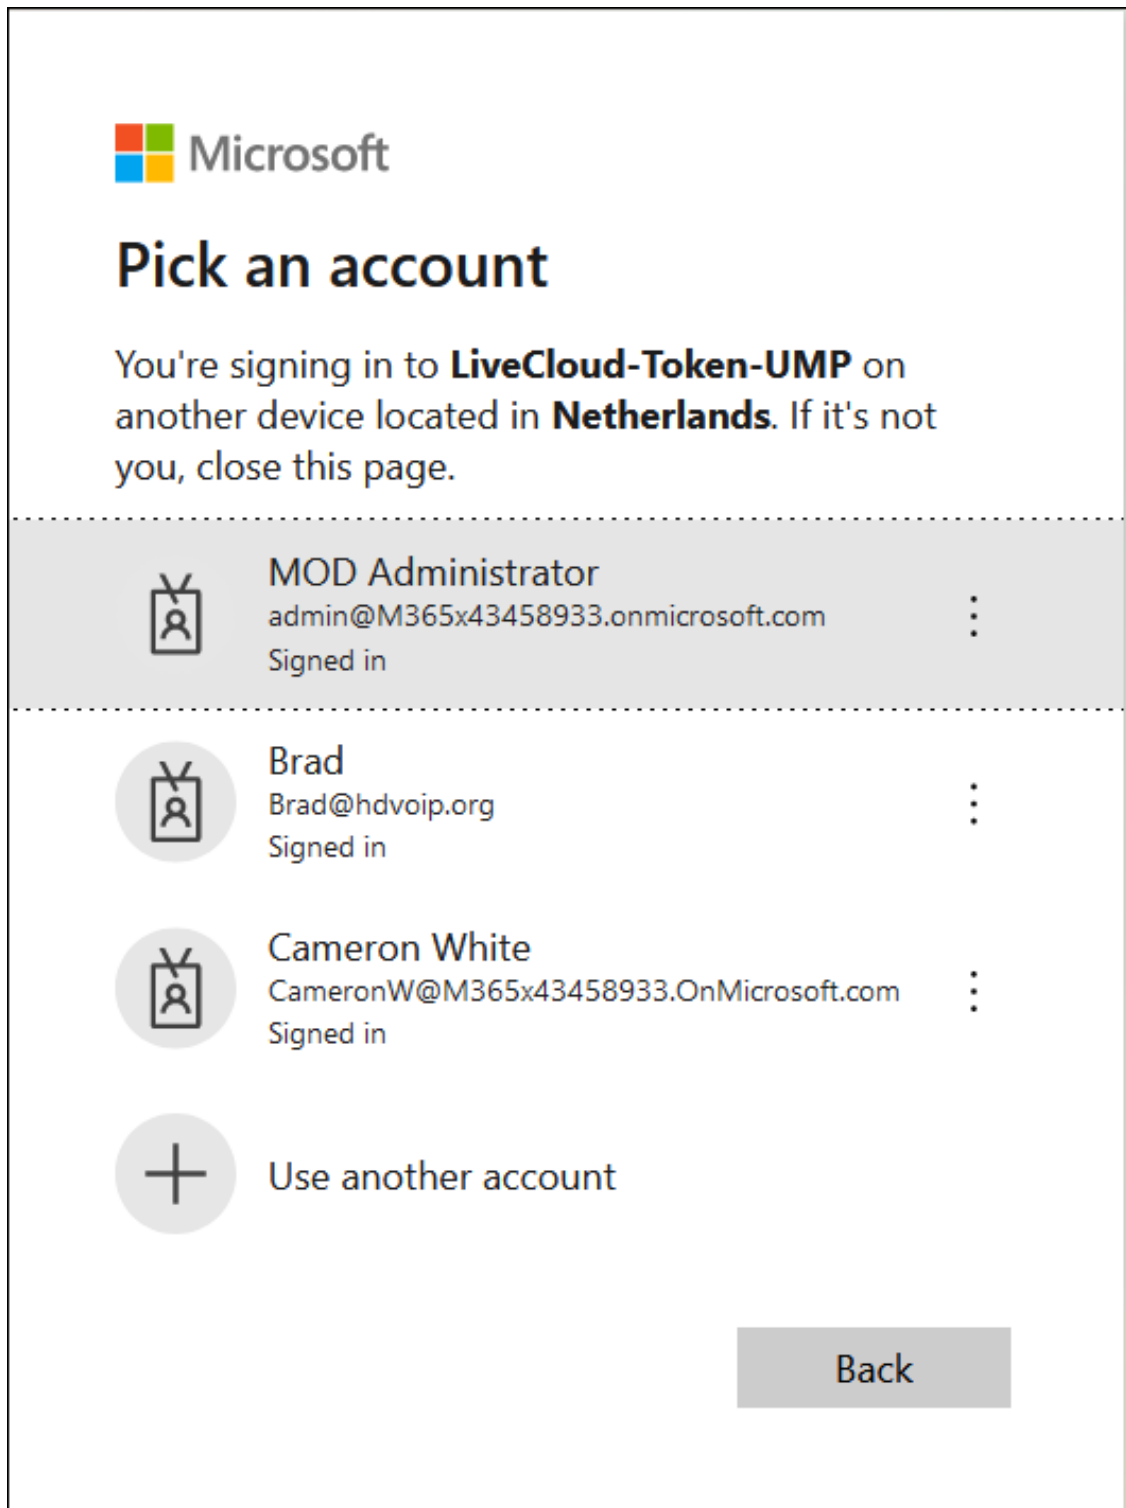 Microsoft
Pick an account
You're signing in to LiveCloud-Token-UMP on
another device located in Netherlands. If it's not
you, close this page.
MOD Administrator
admin@M365x43458933.onmicrosoft.com
Signed in
Brad
Brad@hdvoip.org
Signed in
Cameron White
CameronW@M365x43458933.OnMicrosoft.com
Signed in
Use another account
Back